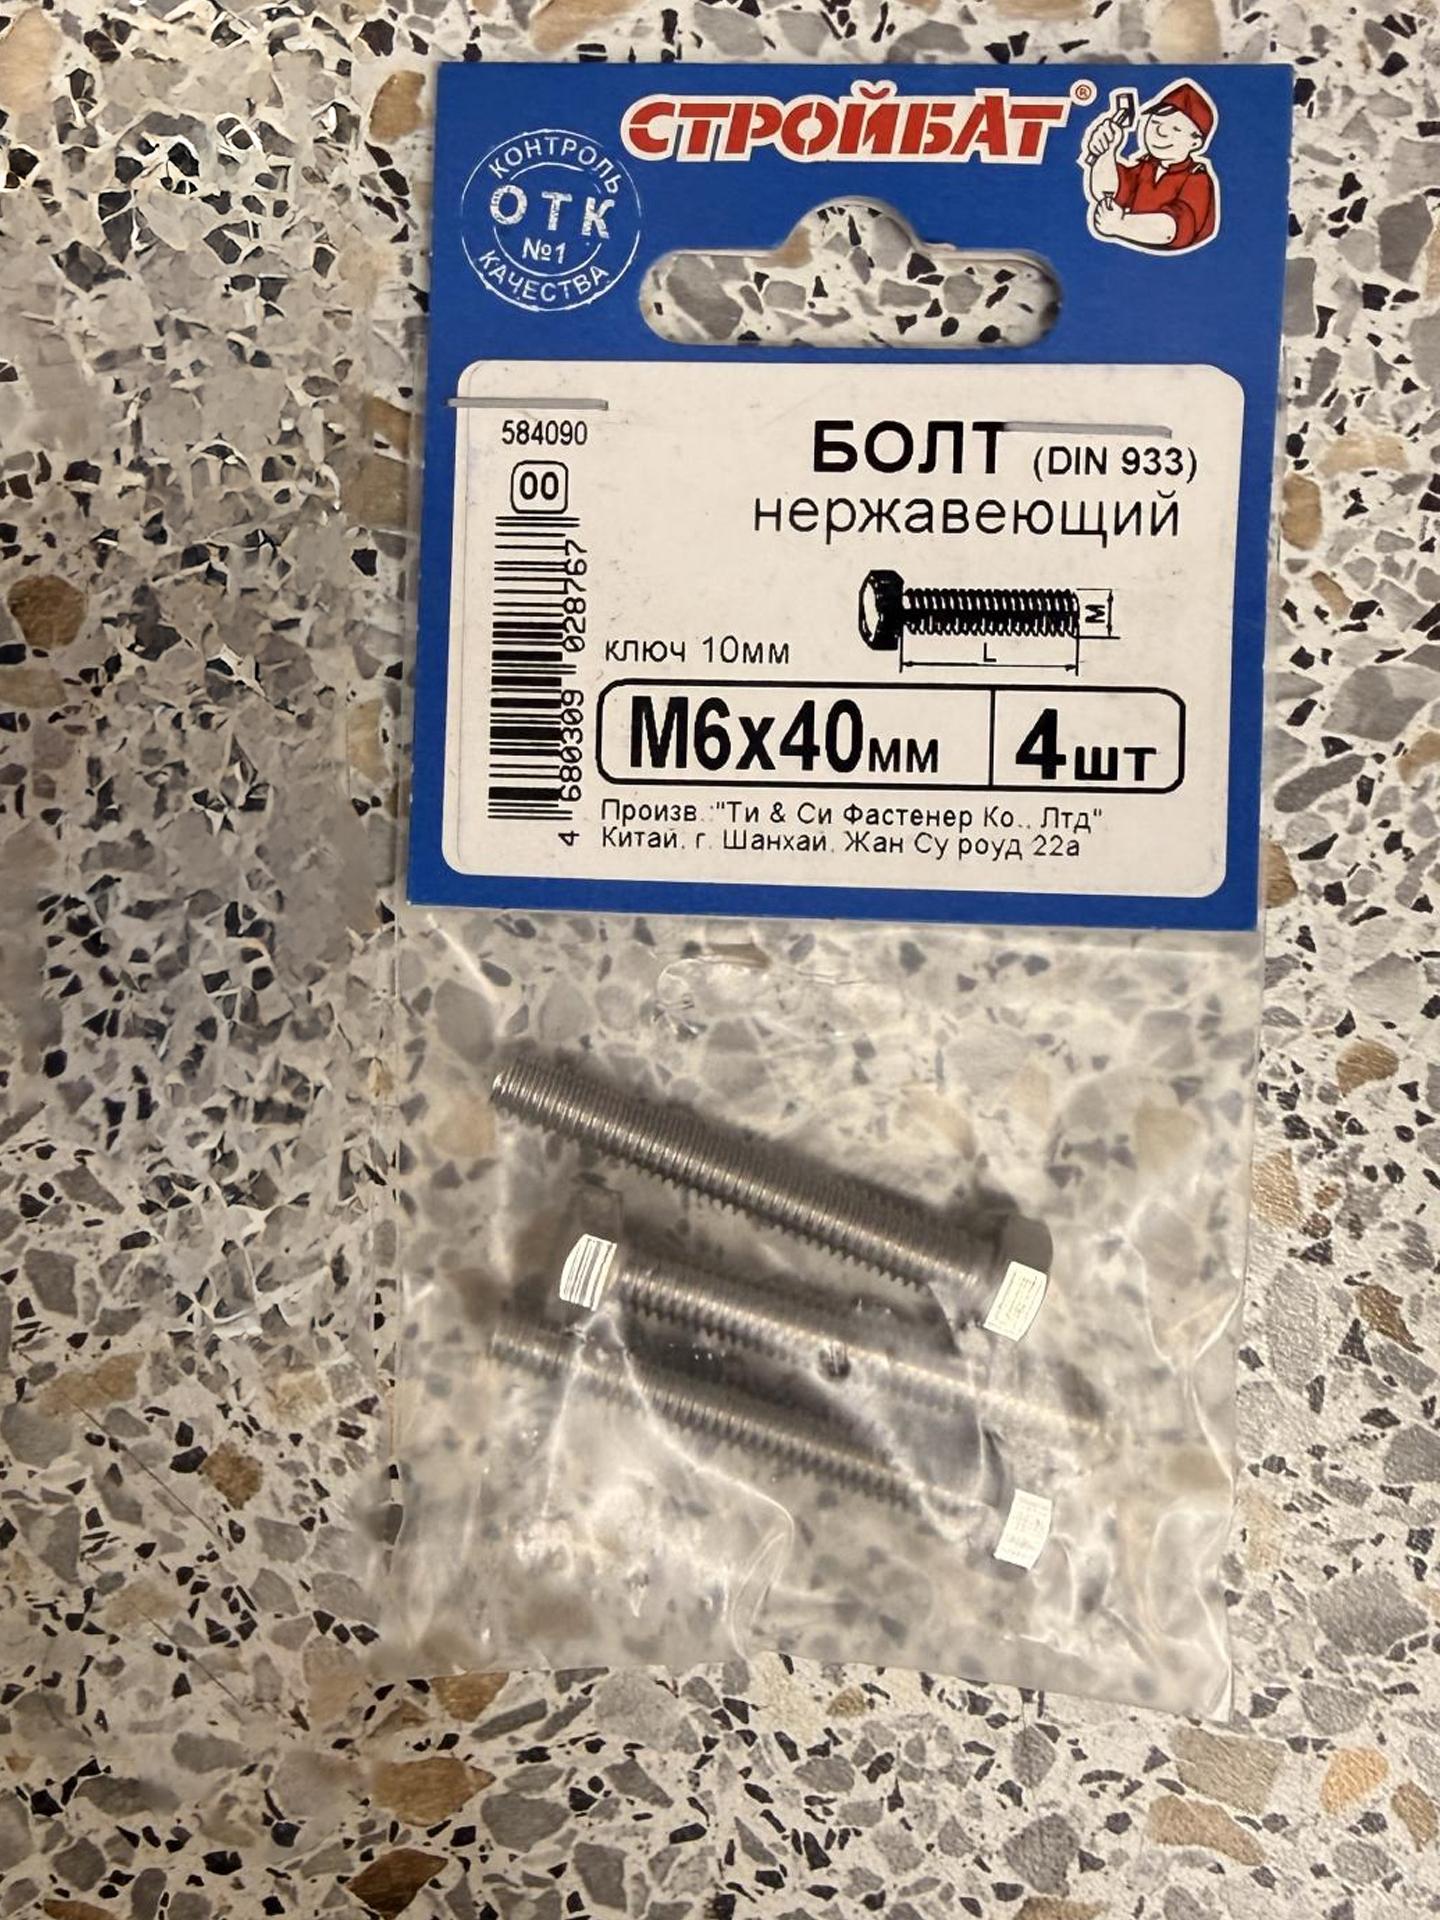 СТРОЙБАТ®
КОНТРОЛЬ
ОТК
№1
КАЧЕСТВА
584090
00
БОЛТ (DIN 933)
нержавеющий
M
L
ключ 10мм
М6х40мм
4шт
4 680309 028767
Произв.:"Ти & Си Фастенер Ко., Лтд"
Китай, г. Шанхай, Жан Су роуд 22а